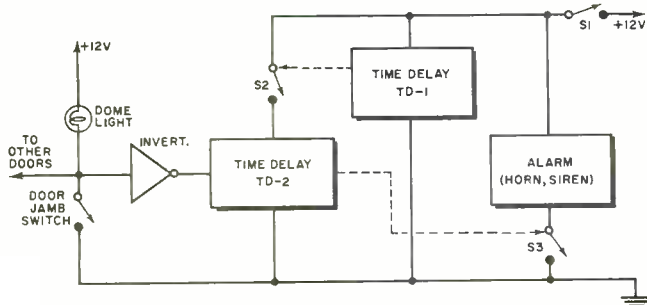 S1
+12V
+12V
S2
TIME DELAY
TD-1
DOME
LIGHT
TO
OTHER
DOORS
INVERT.
TIME DELAY
TD-2
ALARM
(HORN, SIREN)
DOOR
JAMB
SWITCH
S3